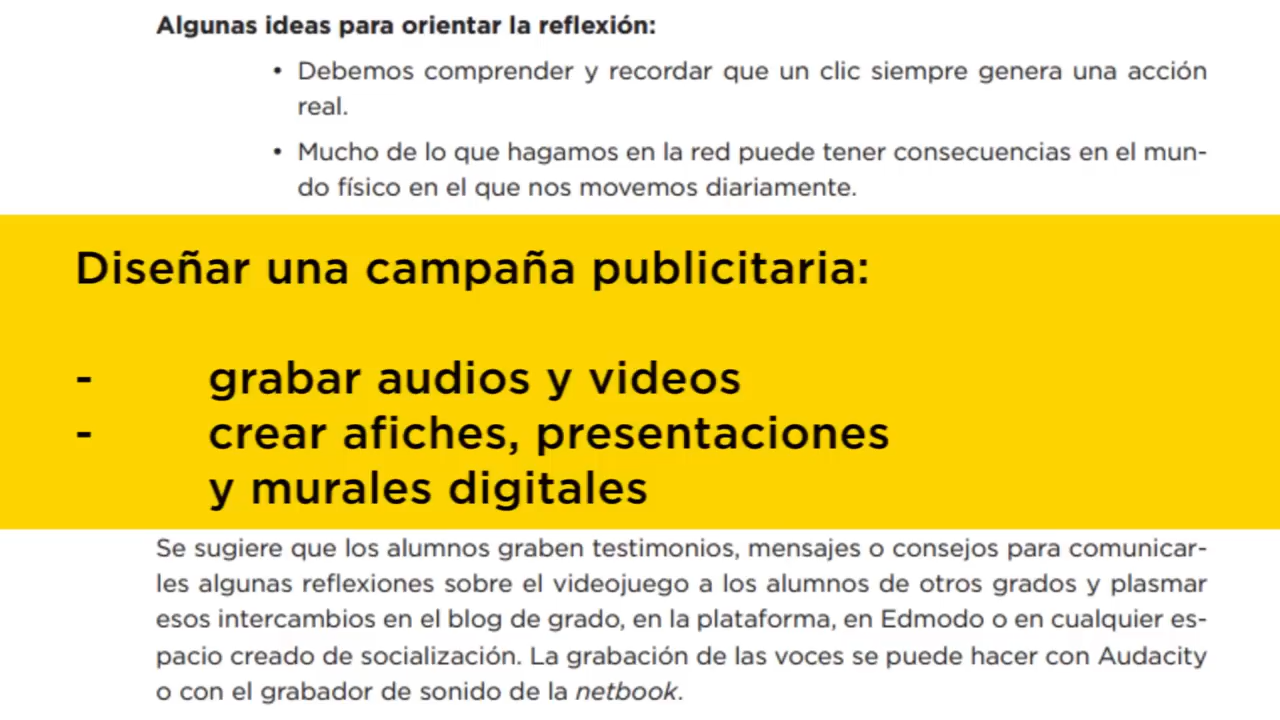 Algunas ideas para orientar la reflexión:
• Debemos comprender y recordar que un clic siempre genera una acción
real.
• Mucho de lo que hagamos en la red puede tener consecuencias en el mun-
do físico en el que nos movemos diariamente.
Diseñar una campaña publicitaria:
- grabar audios y videos
- crear afiches, presentaciones
y murales digitales
Se sugiere que los alumnos graben testimonios, mensajes o consejos para comunicar-
les algunas reflexiones sobre el videojuego a los alumnos de otros grados y plasmar
esos intercambios en el blog de grado, en la plataforma, en Edmodo o en cualquier es-
pacio creado de socialización. La grabación de las voces se puede hacer con Audacity
o con el grabador de sonido de la netbook.